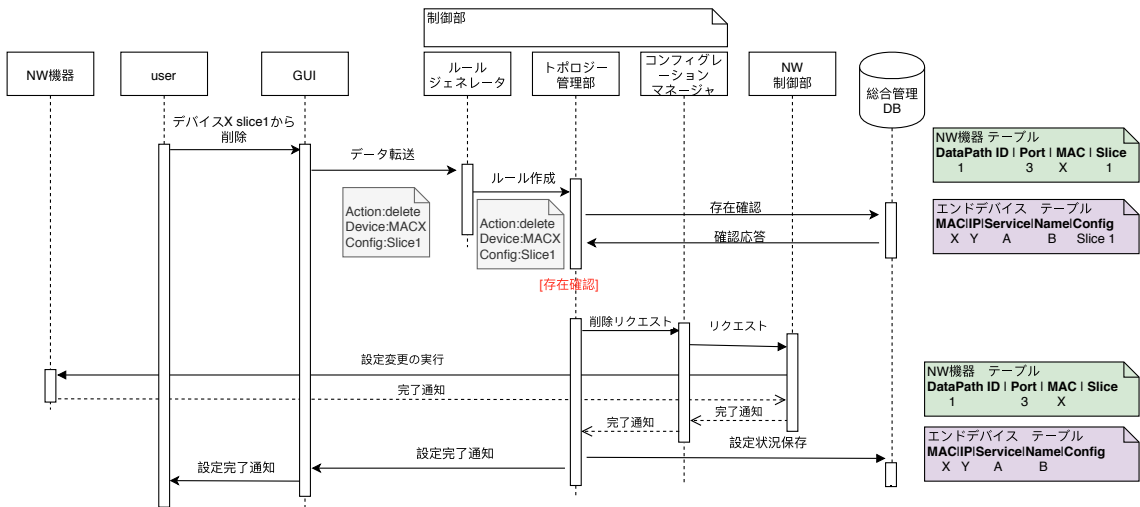 制御部
NW機器
user
GUI
ルール
ジェネレータ
トポロジー
管理部
コンフィグレ
ーション
マネージャ
NW
制御部
総合管理
DB
デバイスX slice1から
削除
データ転送
Action:delete
Device:MACX
Config:Slice1
ルール作成
Action:delete
Device:MACX
Config:Slice1
存在確認
確認応答
[存在確認]
NW機器 テーブル
DataPath ID | Port | MAC | Slice
1 3 X 1
エンドデバイス　テーブル
MAC|IP|Service|Name|Config
X Y A B Slice 1
削除リクエスト
リクエスト
設定変更の実行
完了通知
完了通知
完了通知
設定状況保存
設定完了通知
設定完了通知
NW機器　テーブル
DataPath ID | Port | MAC | Slice
1 3 X
エンドデバイス　テーブル
MAC|IP|Service|Name|Config
X Y A B